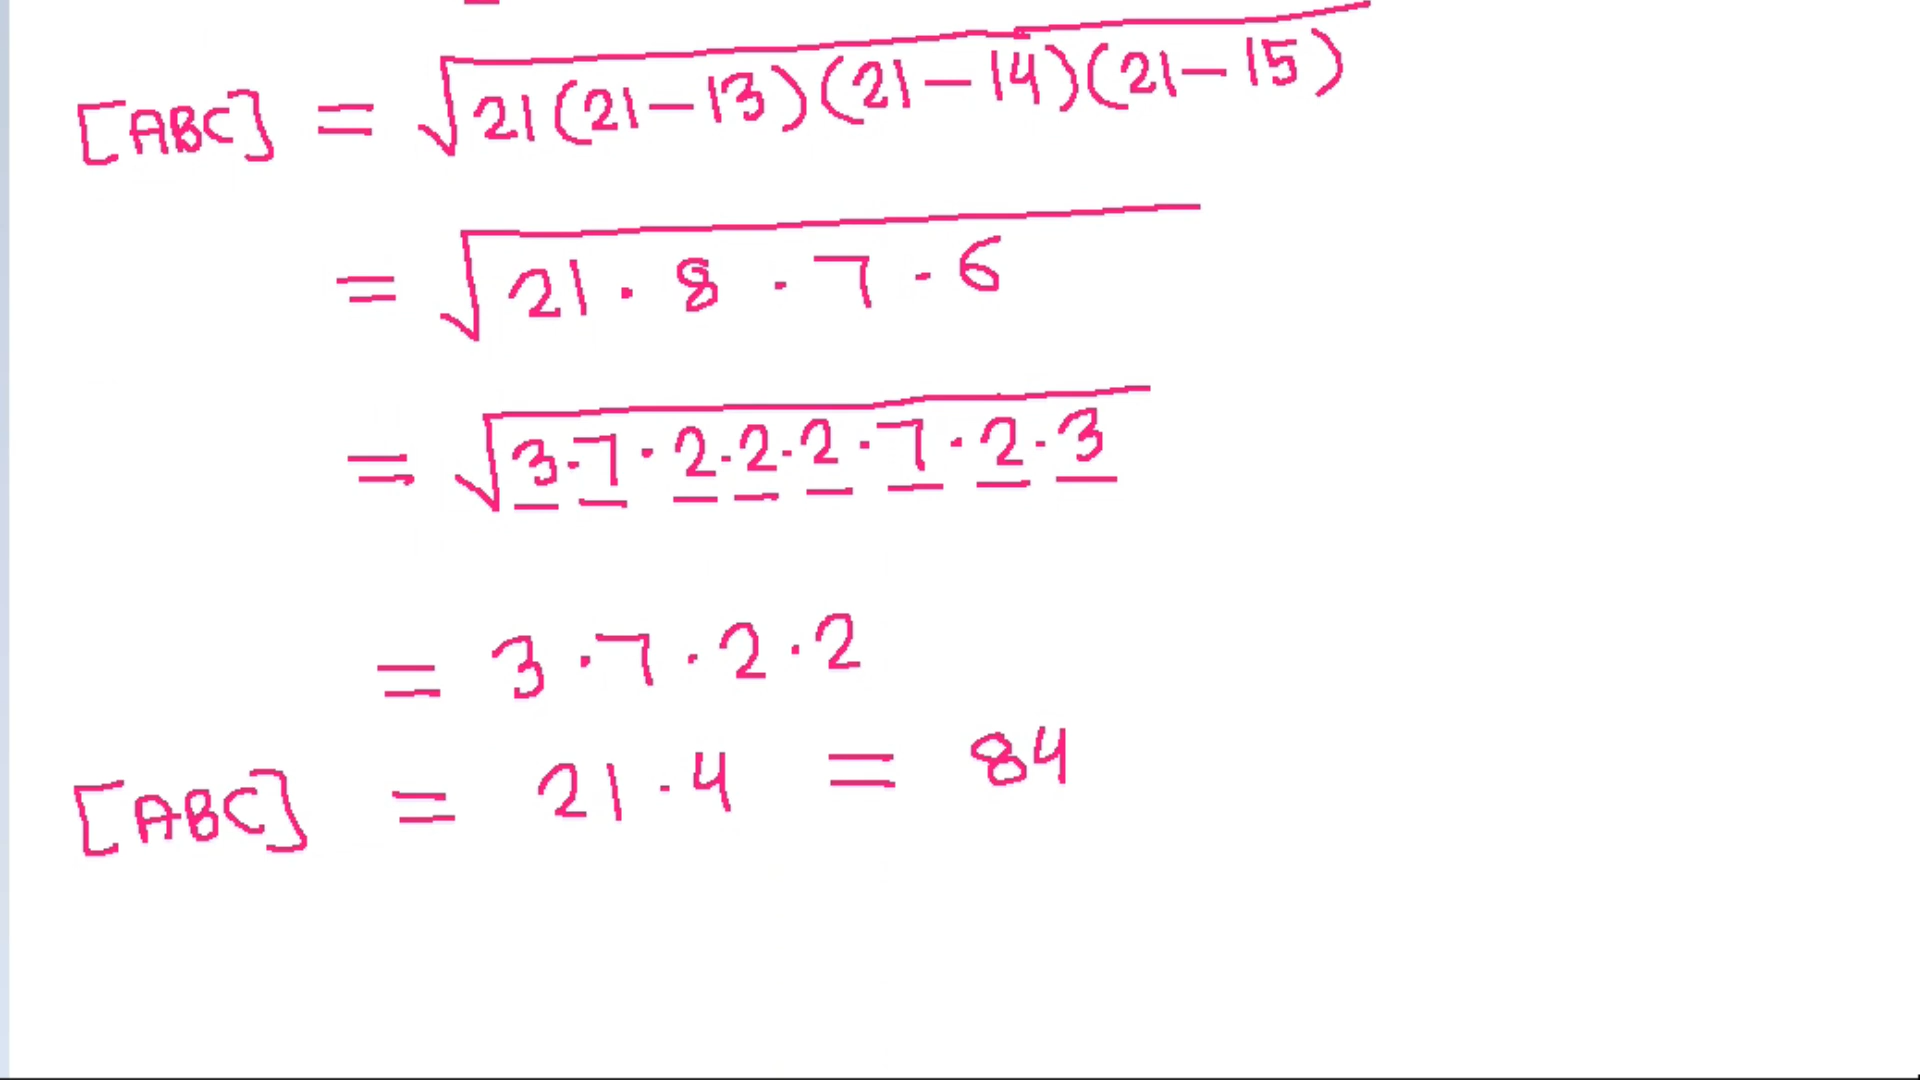 [ABC] = √21(21-13)(21-14)(21-15)
= √21·8·7·6
= √3·7·2·2·2·7·2·3
= 3·7·2·2
[ABC] = 21·4 = 84